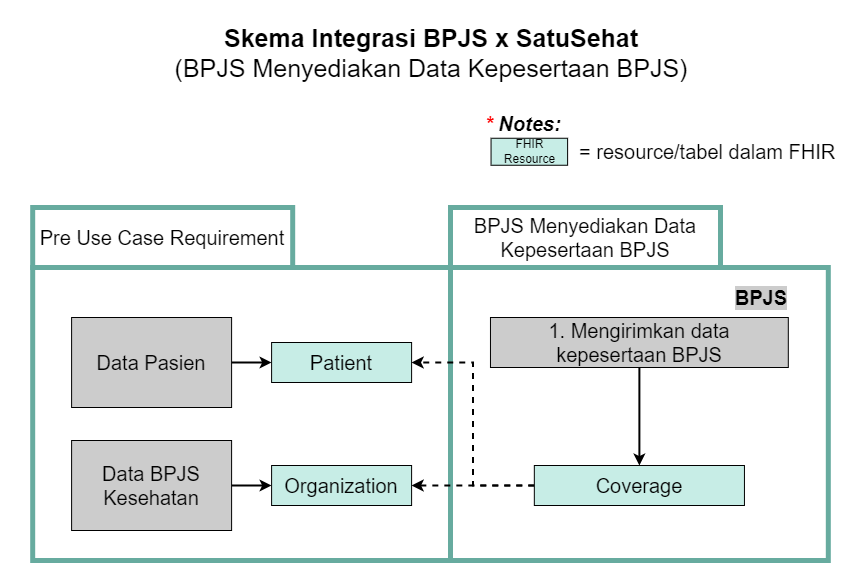 Skema Integrasi BPJS x SatuSehat
(BPJS Menyediakan Data Kepesertaan BPJS)
* Notes:
FHIR
Resource
= resource/tabel dalam FHIR
Pre Use Case Requirement
BPJS Menyediakan Data
Kepesertaan BPJS
BPJS
Data Pasien
Patient
1. Mengirimkan data
kepesertaan BPJS
Data BPJS
Kesehatan
Organization
Coverage